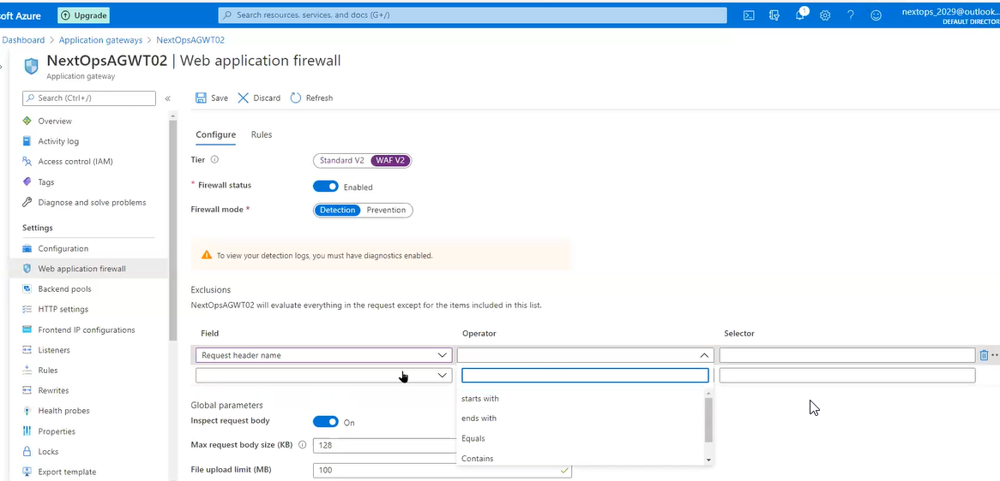 oft Azure
Upgrade
Search resources, services, and docs (G+/)
1
nextops_2029@outlook...
DEFAULT DIRECTOR
Dashboard > Application gateways > NextOpsAGWT02
NextOpsAGWT02 | Web application firewall
Application gateway
Search (Ctrl+/)
«
Save
Discard
Refresh
Overview
Activity log
Access control (IAM)
Tags
Diagnose and solve problems
Settings
Configuration
Web application firewall
Backend pools
HTTP settings
Frontend IP configurations
Listeners
Rules
Rewrites
Health probes
Properties
Locks
Export template
Configure
Rules
Tier
Standard V2
WAF V2
* Firewall status
Enabled
Firewall mode *
Detection
Prevention
To view your detection logs, you must have diagnostics enabled.
Exclusions
NextOpsAGWT02 will evaluate everything in the request except for the items included in this list.
Field
Operator
Selector
Request header name
starts with
ends with
Equals
Contains
Global parameters
Inspect request body
On
Max request body size (KB)
128
File upload limit (MB)
100